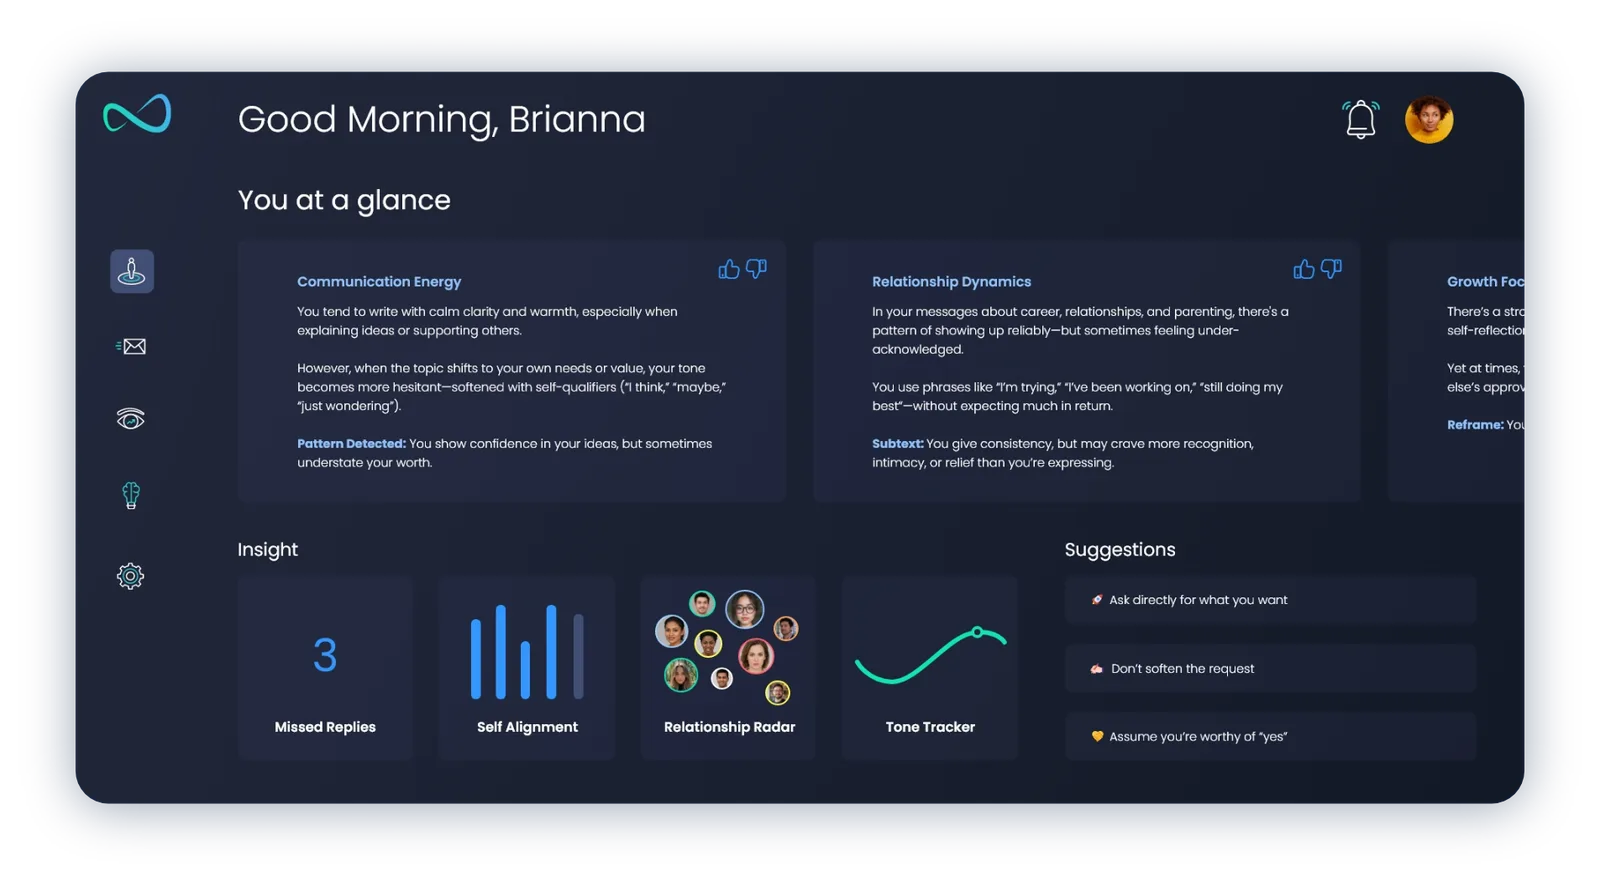 Good Morning, Brianna
You at a glance
Communication Energy
You tend to write with calm clarity and warmth, especially when
explaining ideas or supporting others.
However, when the topic shifts to your own needs or value, your tone
becomes more hesitant—softened with self-qualifiers (“I think,” “maybe,”
“just wondering”).
Pattern Detected: You show confidence in your ideas, but sometimes
understate your worth.
Relationship Dynamics
In your messages about career, relationships, and parenting, there's a
pattern of showing up reliably—but sometimes feeling under-
acknowledged.
You use phrases like “I’m trying,” “I’ve been working on,” “still doing my
best”—without expecting much in return.
Subtext: You give consistency, but may crave more recognition,
intimacy, or relief than you’re expressing.
Growth
There’s a
Yet at times,
else’s
Reframe:
Insight
3
Missed Replies
Self Alignment
Relationship Radar
Tone Tracker
Suggestions
🚀 Ask directly for what you want
✍🏻 Don’t soften the request
💛 Assume you’re worthy of “yes”